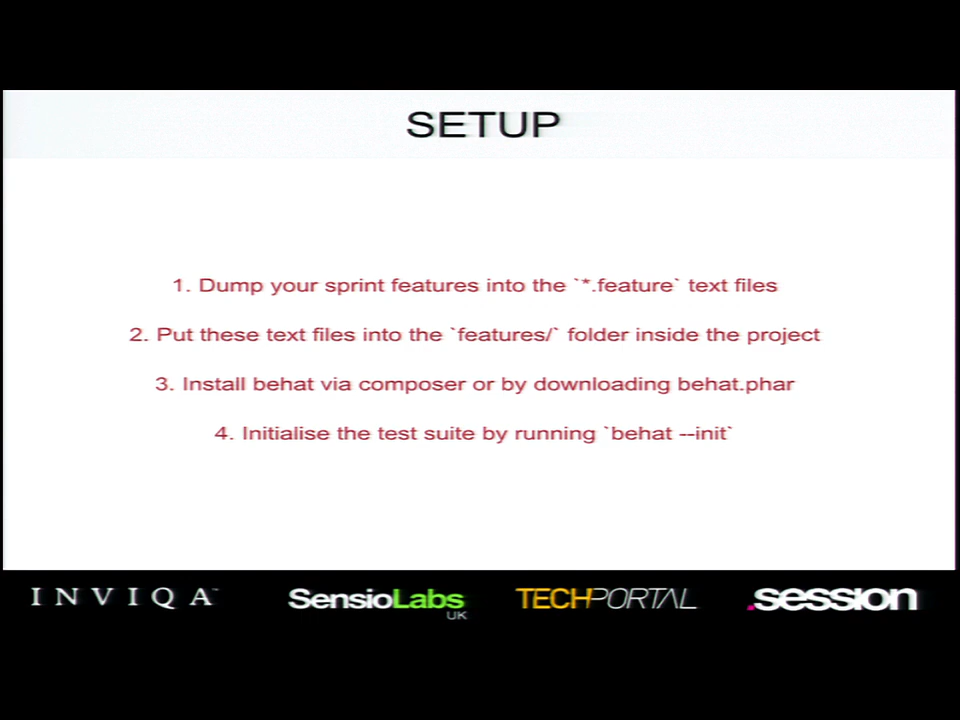 SETUP
1. Dump your sprint features into the `*.feature` text files
2. Put these text files into the `features/` folder inside the project
3. Install behat via composer or by downloading behat.phar
4. Initialise the test suite by running `behat --init`
INVIQA™ SensioLabs UK TECHPORTAL .session